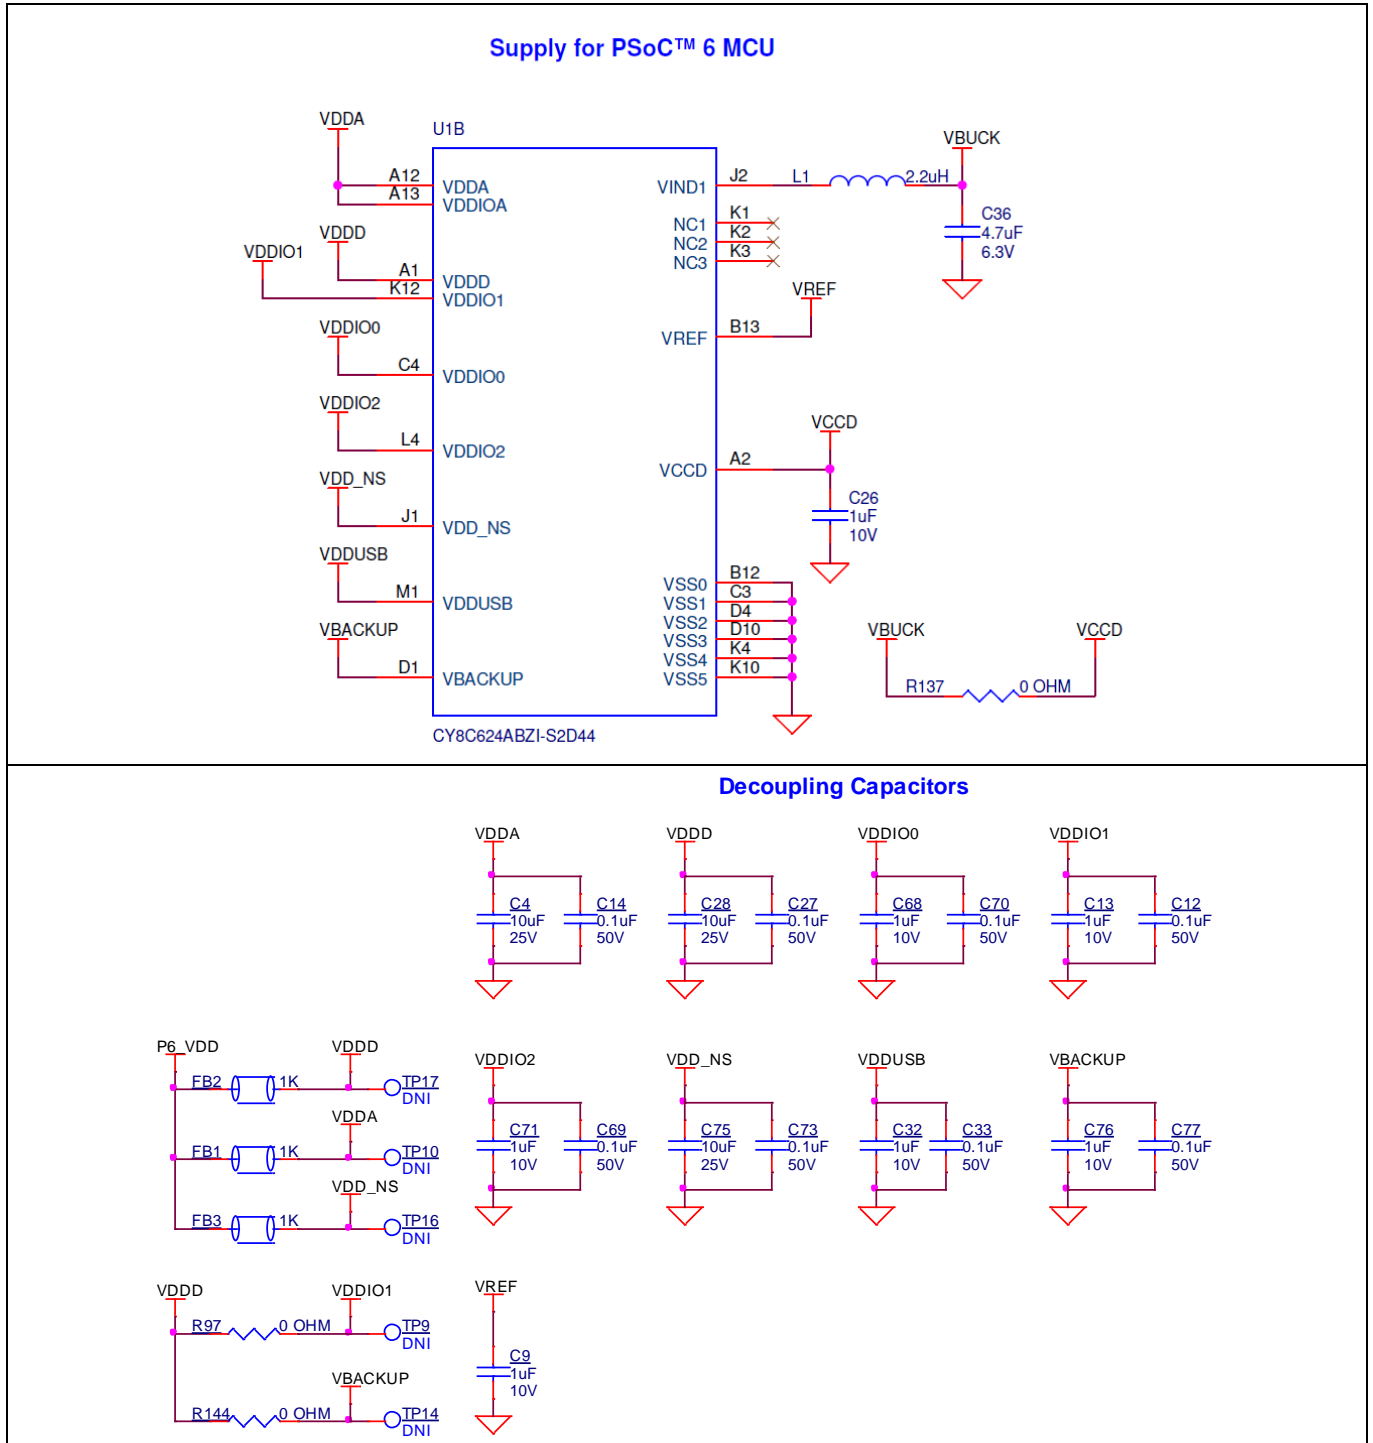 Supply for PSoC™ 6 MCU
VDDA
U1B
VBUCK
A12 VDDA
A13 VDDIOA
J2 VIND1
L1 2.2uH
C36
4.7uF
6.3V
K1 NC1
K2 NC2
K3 NC3
VDDD
VDDIO1
A1 VDDD
K12 VDDIO1
VREF
B13 VREF
VDDIO0
C4 VDDIO0
VDDIO2
L4 VDDIO2
VCCD
A2 VCCD
C26
1uF
10V
VDD_NS
J1 VDD_NS
VDDUSB
M1 VDDUSB
VBACKUP
D1 VBACKUP
B12 VSS0
C3 VSS1
D4 VSS2
D10 VSS3
K4 VSS4
K10 VSS5
VBUCK VCCD
R137 0 OHM
CY8C624ABZI-S2D44
Decoupling Capacitors
VDDA VDDD VDDIO0 VDDIO1
C4 C14 C28 C27 C68 C70 C13 C12
10uF 0.1uF 10uF 0.1uF 1uF 0.1uF 1uF 0.1uF
25V 50V 25V 50V 10V 50V 10V 50V
P6_VDD VDDD
FB2 1K TP17
DNI
VDDA
FB1 1K TP10
DNI
VDD_NS
FB3 1K TP16
DNI
VDDIO2 VDD_NS VDDUSB VBACKUP
C71 C69 C75 C73 C32 C33 C76 C77
1uF 0.1uF 10uF 0.1uF 1uF 0.1uF 1uF 0.1uF
10V 50V 25V 50V 10V 50V 10V 50V
VDDD VDDIO1
R97 0 OHM TP9
DNI
VBACKUP
R144 0 OHM TP14
DNI
VREF
C9
1uF
10V